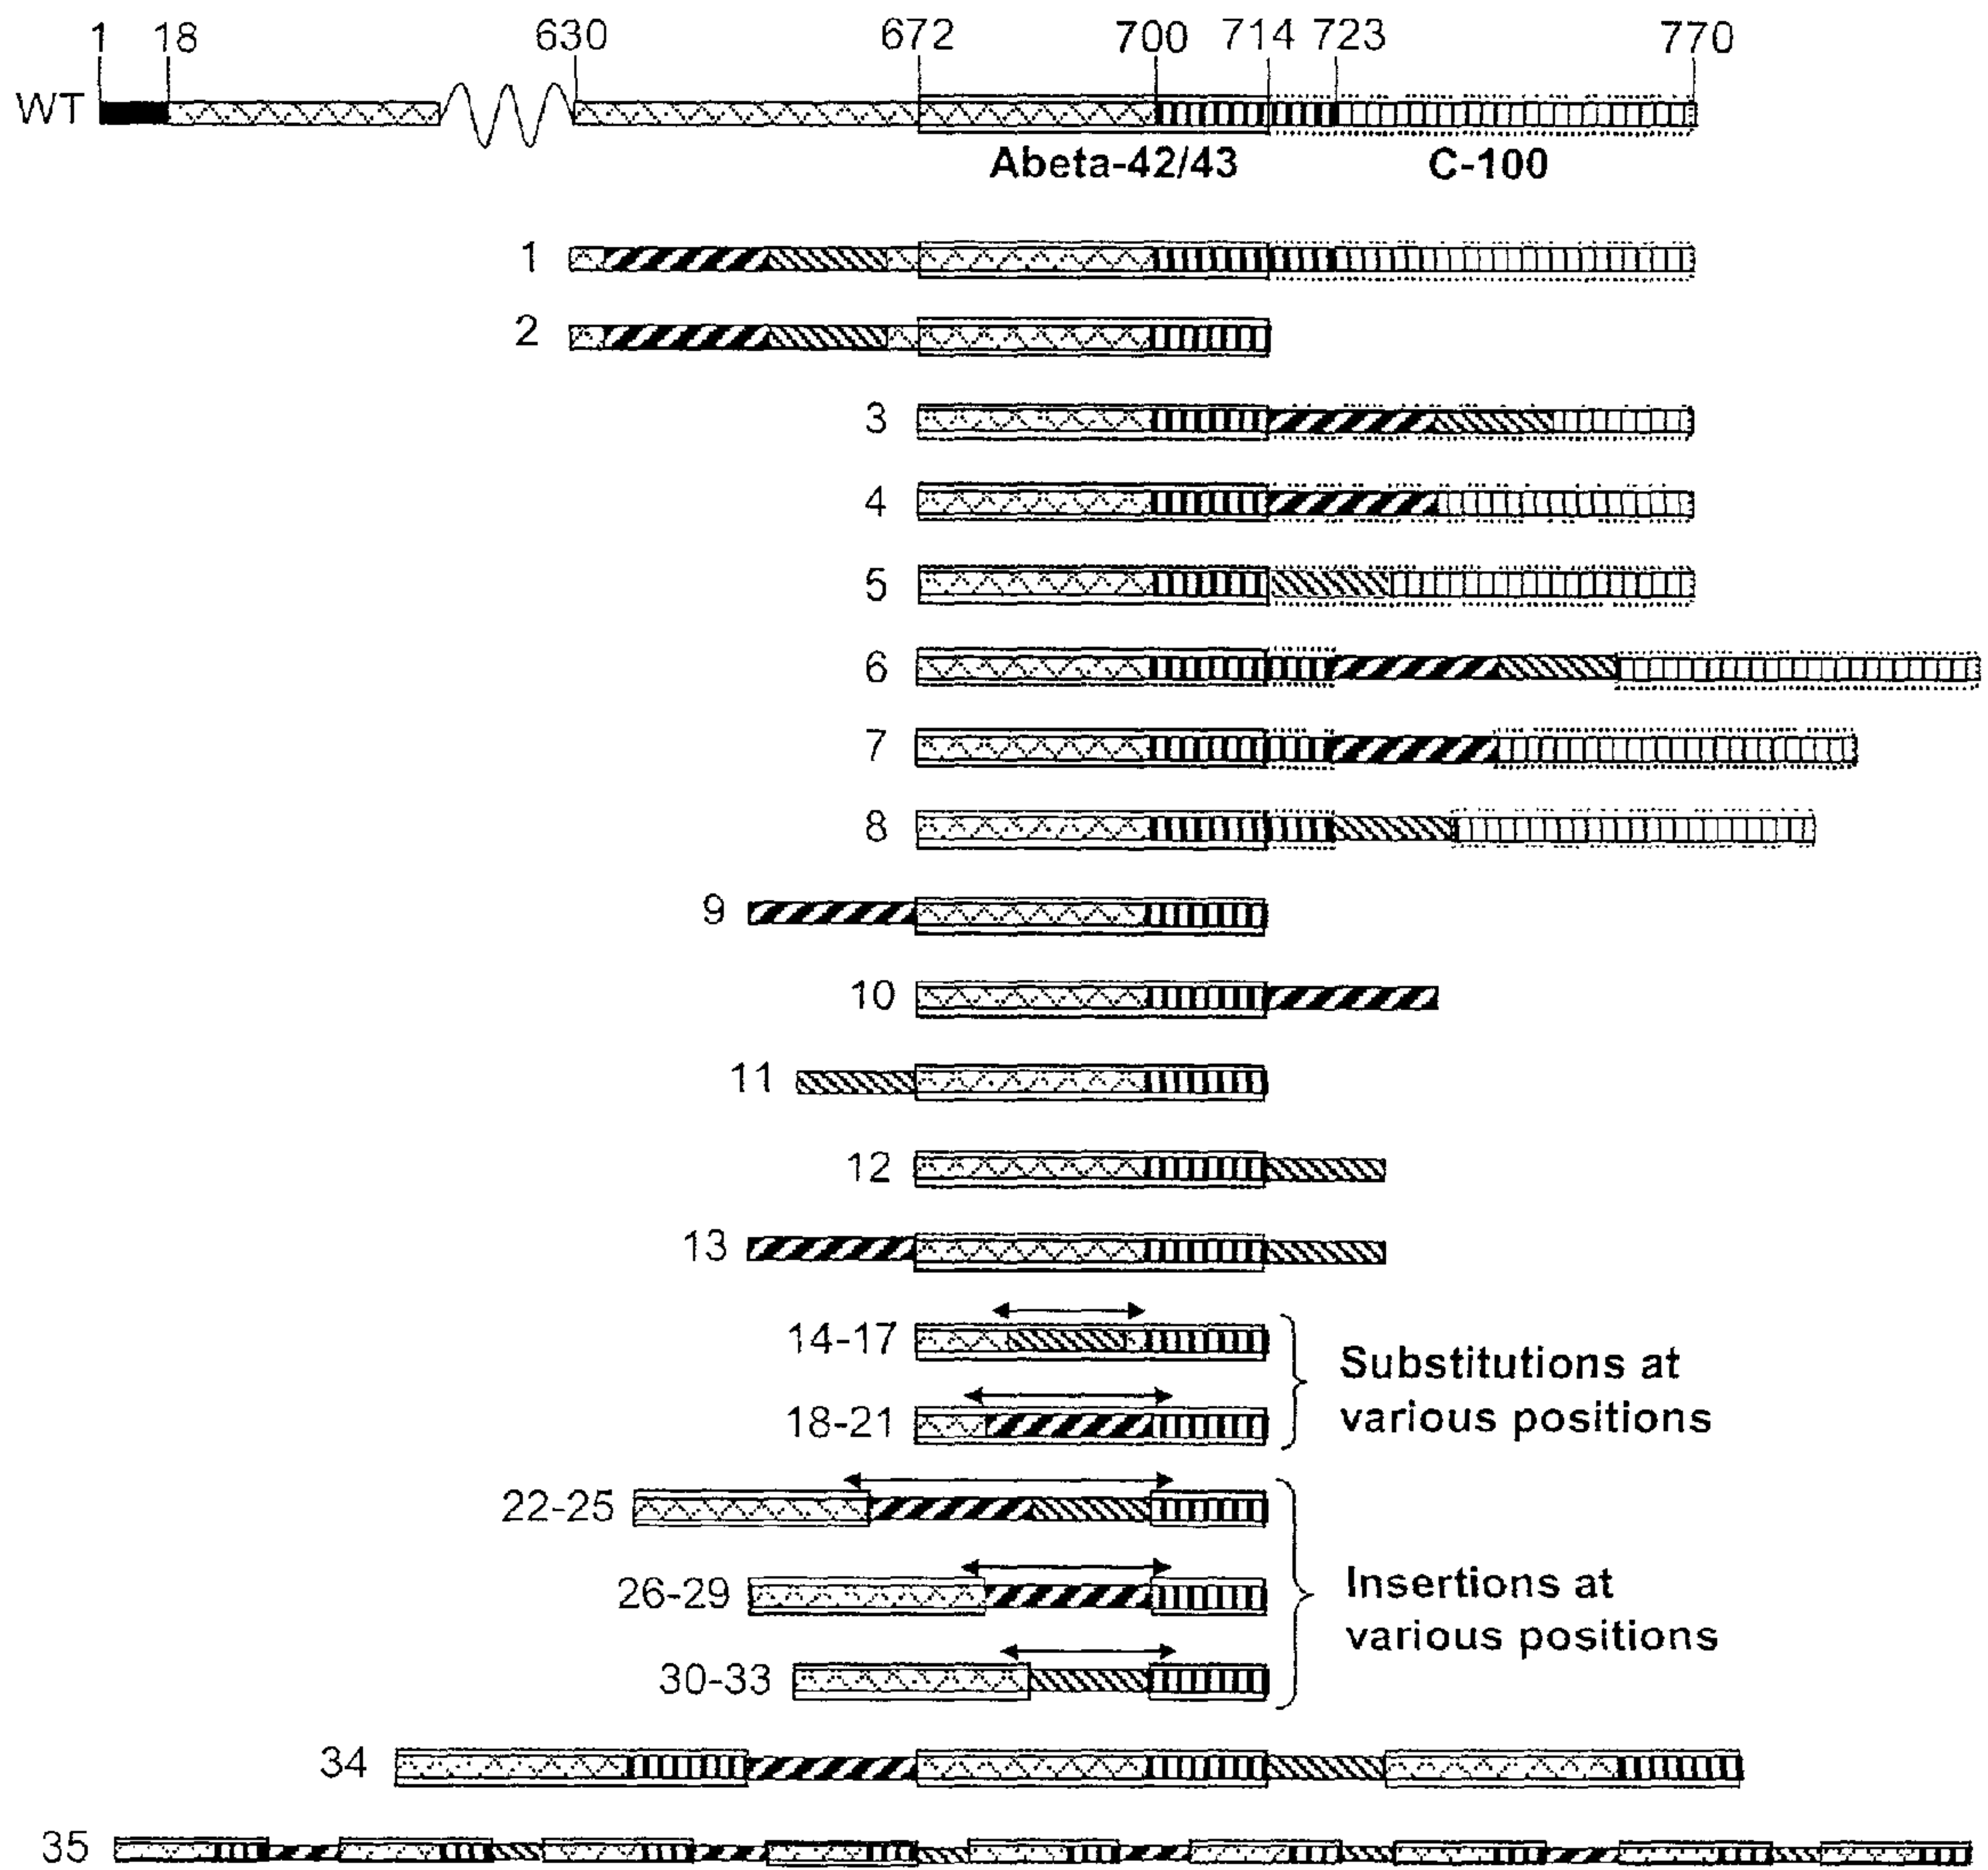 1 18 630 672 700 714 723 770
WT
Abeta-42/43 C-100
1
2
3
4
5
6
7
8
9
10
11
12
13
14-17
Substitutions at
various positions
18-21
22-25
26-29
Insertions at
various positions
30-33
34
35